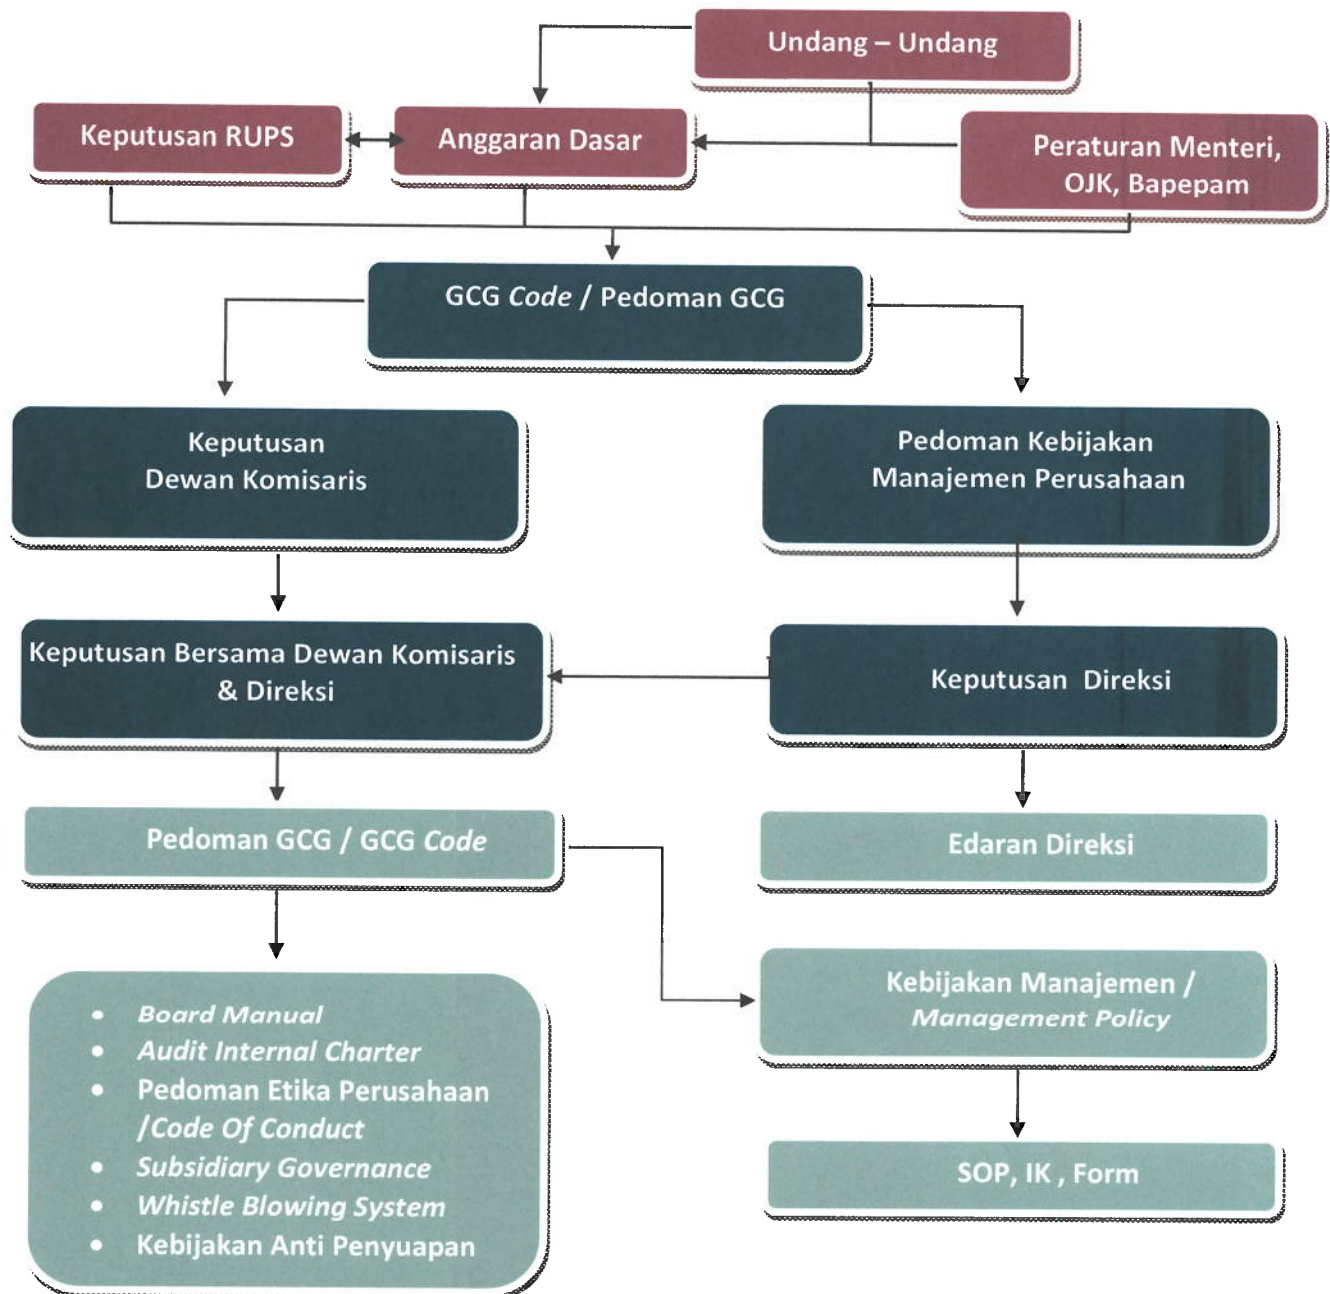 Undang – Undang
Keputusan RUPS
Anggaran Dasar
Peraturan Menteri,
OJK, Bapepam
GCG Code / Pedoman GCG
Keputusan
Dewan Komisaris
Pedoman Kebijakan
Manajemen Perusahaan
Keputusan Bersama Dewan Komisaris
& Direksi
Keputusan Direksi
Pedoman GCG / GCG Code
Edaran Direksi
Kebijakan Manajemen /
Management Policy
• Board Manual
• Audit Internal Charter
• Pedoman Etika Perusahaan
/Code Of Conduct
• Subsidiary Governance
• Whistle Blowing System
• Kebijakan Anti Penyuapan
SOP, IK , Form